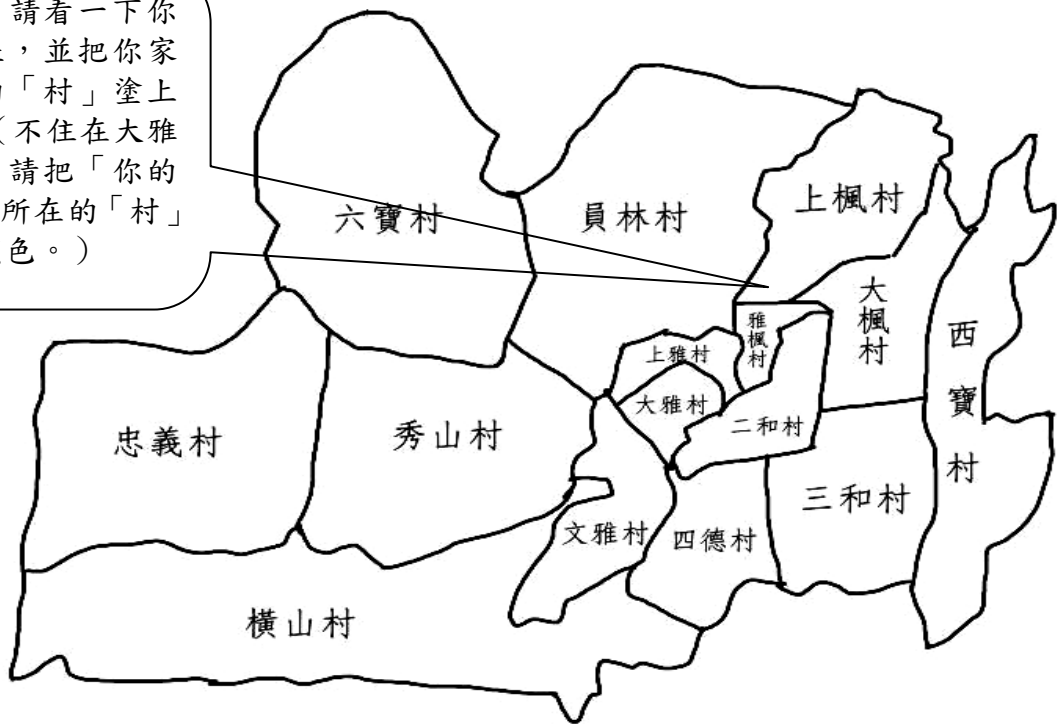 請看一下你
，並把你家
「村」塗上
（不住在大雅
請把「你的
所在的「村」
色。）
六寶村
員林村
上楓村
大楓村
雅楓村
西寶村
上雅村
大雅村
二和村
忠義村
秀山村
三和村
文雅村
四德村
橫山村